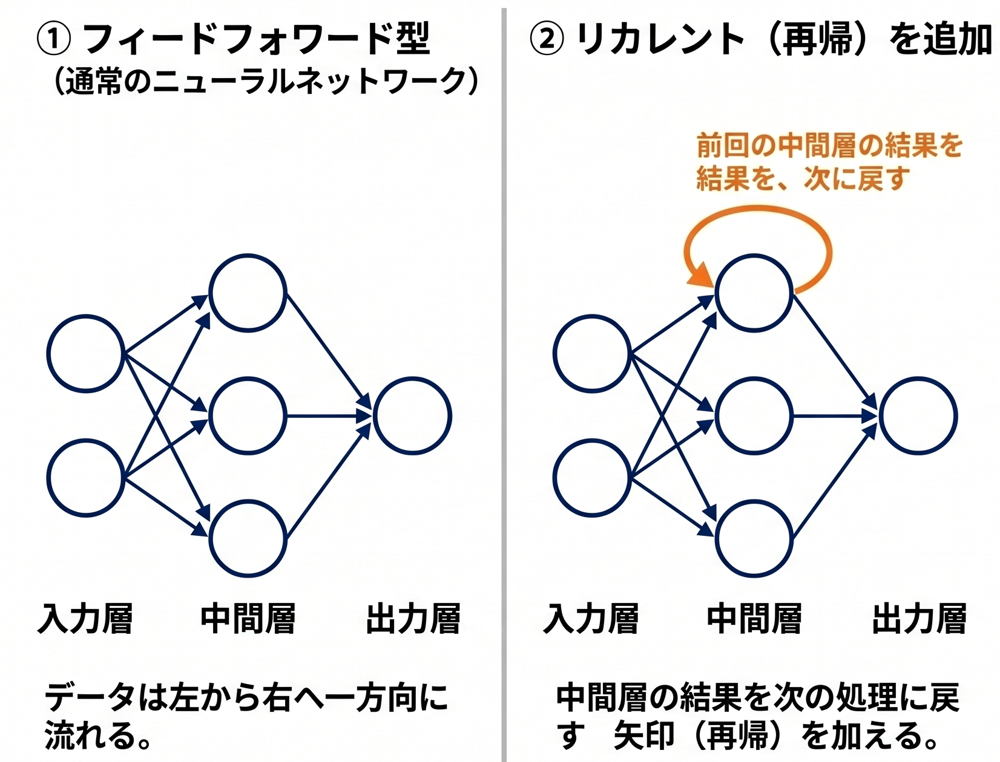 ① フィードフォワード型
（通常のニューラルネットワーク）
入力層 中間層 出力層
データは左から右へ一方向に
流れる。
② リカレント（再帰）を追加
前回の中間層の結果を
結果を、次に戻す
入力層 中間層 出力層
中間層の結果を次の処理に戻
す　矢印（再帰）を加える。